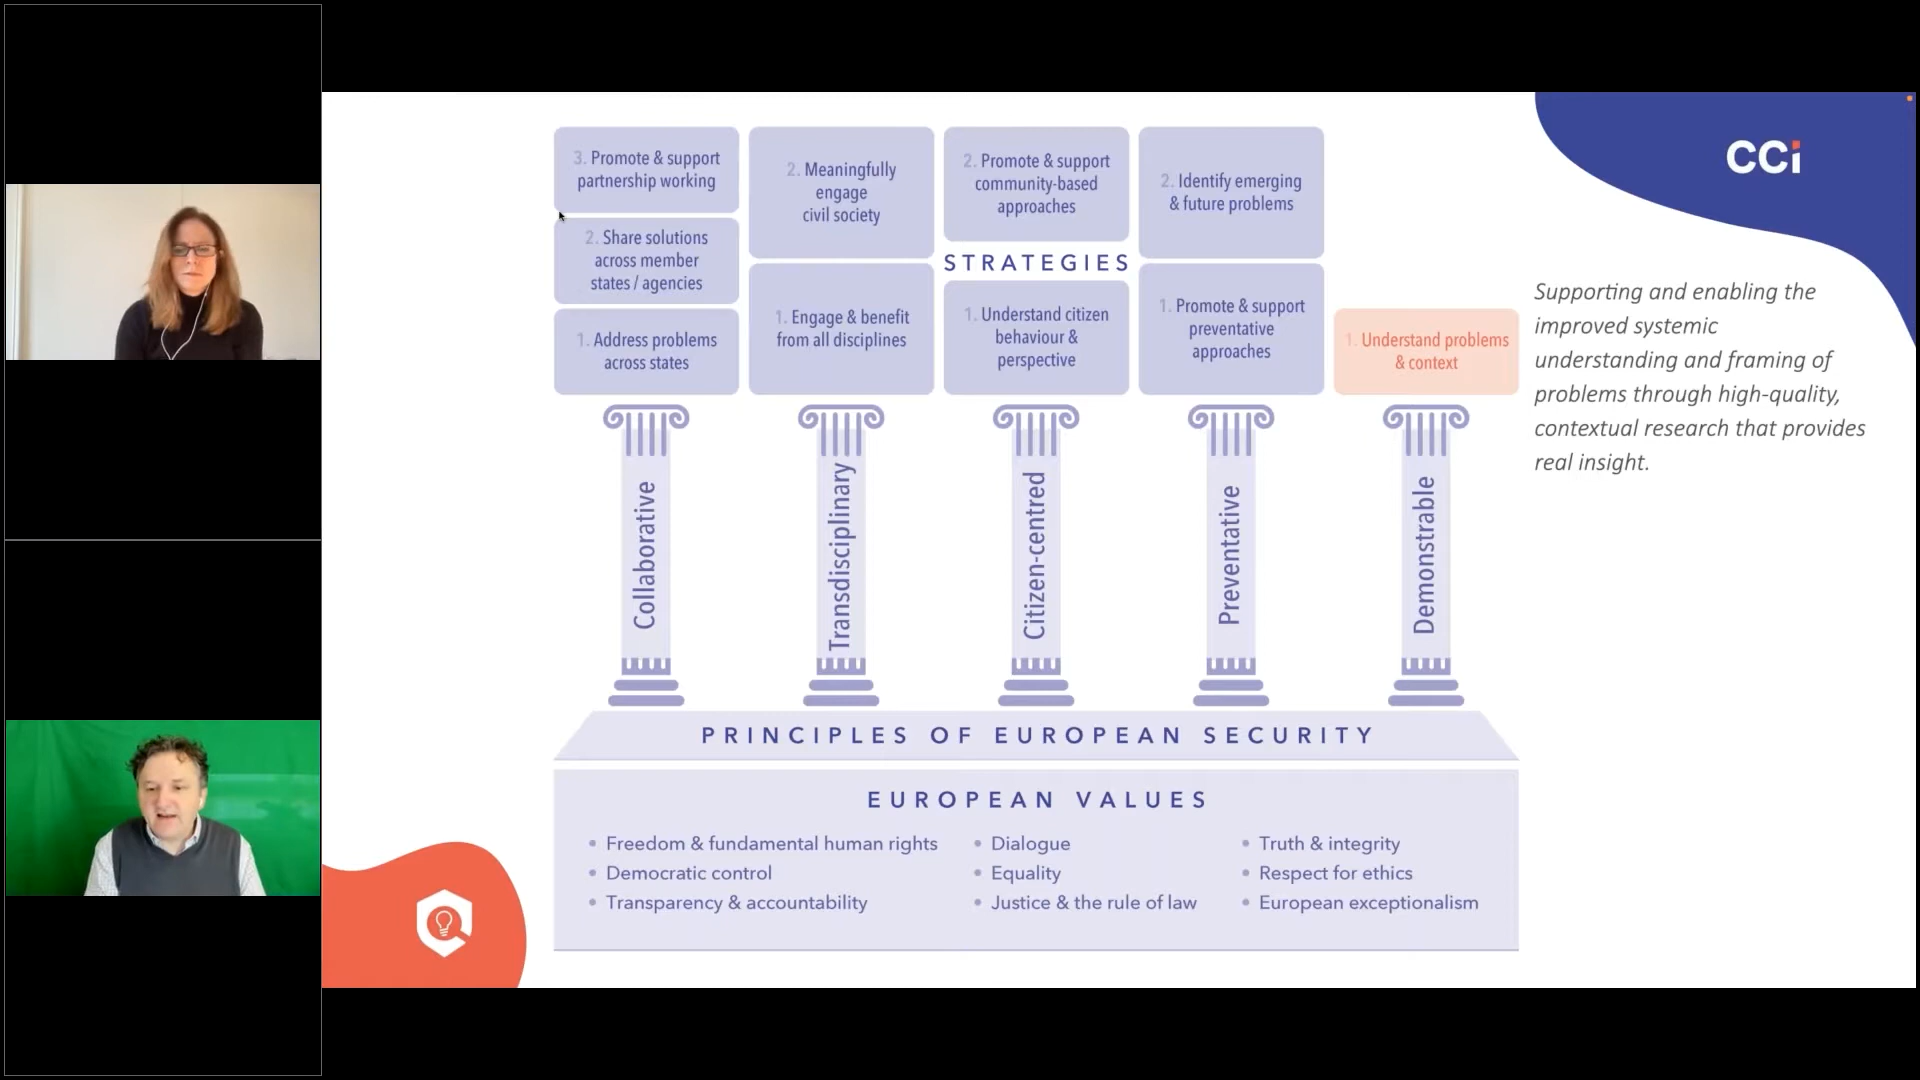 CCi
3. Promote & support
partnership working
2. Share solutions
across member
states / agencies
1. Address problems
across states
2. Meaningfully
engage
civil society
1. Engage & benefit
from all disciplines
2. Promote & support
community-based
approaches
STRATEGIES
1. Understand citizen
behaviour &
perspective
2. Identify emerging
& future problems
1. Promote & support
preventative
approaches
1. Understand problems
& context
Supporting and enabling the
improved systemic
understanding and framing of
problems through high-quality,
contextual research that provides
real insight.
Collaborative
Transdisciplinary
Citizen-centred
Preventative
Demonstrable
PRINCIPLES OF EUROPEAN SECURITY
EUROPEAN VALUES
• Freedom & fundamental human rights
• Democratic control
• Transparency & accountability
• Dialogue
• Equality
• Justice & the rule of law
• Truth & integrity
• Respect for ethics
• European exceptionalism